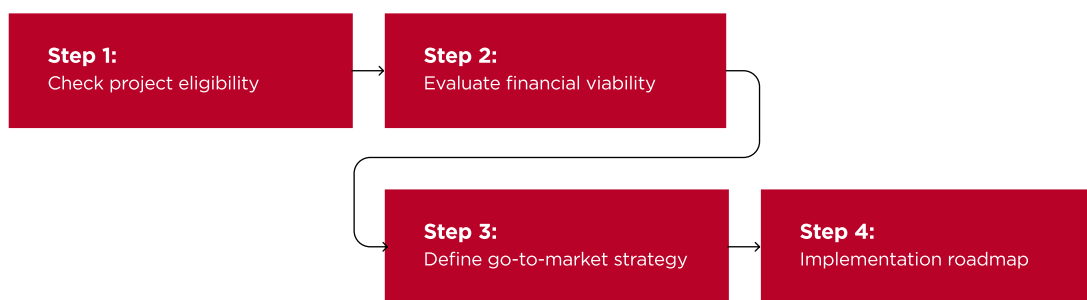 Step 1:
Check project eligibility
Step 2:
Evaluate financial viability
Step 3:
Define go-to-market strategy
Step 4:
Implementation roadmap